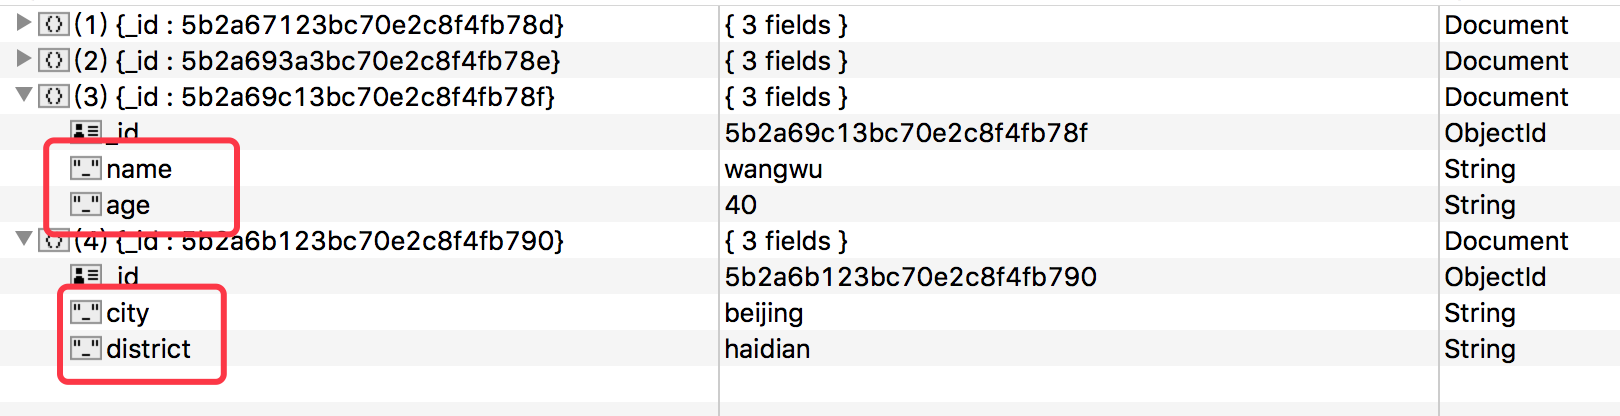 (1) {_id : 5b2a67123bc70e2c8f4fb78d} { 3 fields } Document
(2) {_id : 5b2a693a3bc70e2c8f4fb78e} { 3 fields } Document
(3) {_id : 5b2a69c13bc70e2c8f4fb78f} { 3 fields } Document
_id 5b2a69c13bc70e2c8f4fb78f ObjectId
"_" name wangwu String
"_" age 40 String
(4) {_id : 5b2a6b123bc70e2c8f4fb790} { 3 fields } Document
_id 5b2a6b123bc70e2c8f4fb790 ObjectId
"_" city beijing String
"_" district haidian String